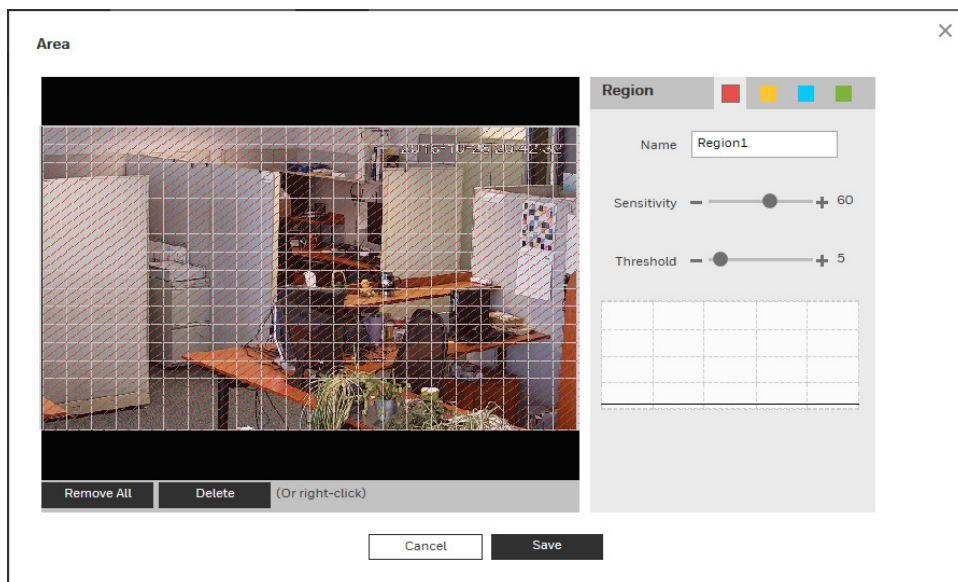 Area
Region
Name Region1
Sensitivity 60
Threshold 5
Remove All Delete (Or right-click)
Cancel Save